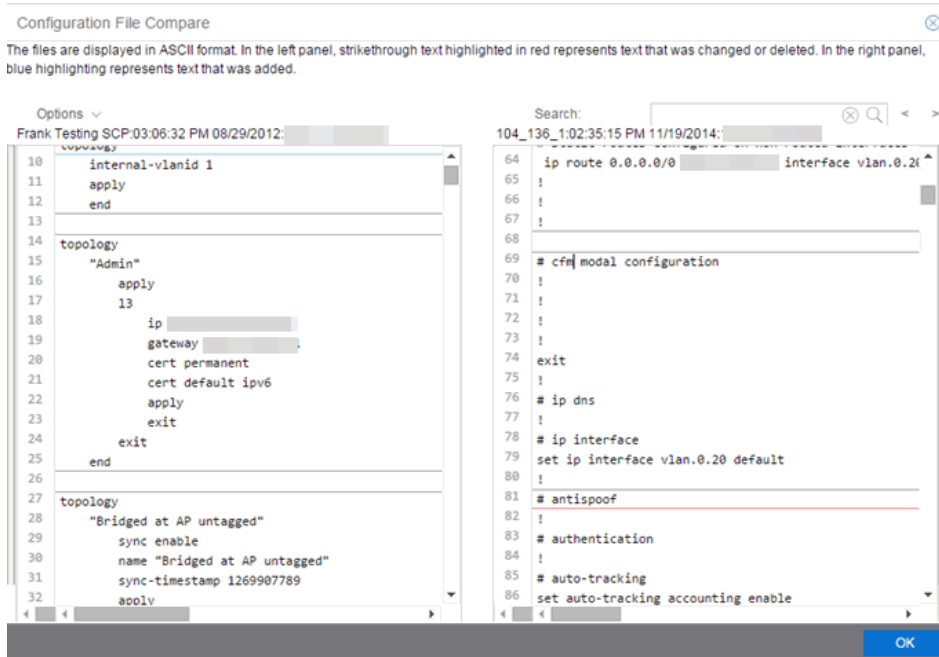 Configuration File Compare
The files are displayed in ASCII format. In the left panel, strikethrough text highlighted in red represents text that was changed or deleted. In the right panel,
blue highlighting represents text that was added.
Options
Search:
< >
Frank Testing SCP:03:06:32 PM 08/29/2012:
104_136_1:02:35:15 PM 11/19/2014:
topology
10 internal-vlanid 1
11 apply
12 end
13
14 topology
15 "Admin"
16 apply
17 l3
18 ip
19 gateway
20 cert permanent
21 cert default ipv6
22 apply
23 exit
24 exit
25 end
26
27 topology
28 "Bridged at AP untagged"
29 sync enable
30 name "Bridged at AP untagged"
31 sync-timestamp 1269907789
32 apply
64 ip route 0.0.0.0/0 interface vlan.0.20
65 !
66 !
67 !
68
69 # cfm modal configuration
70 !
71 !
72 !
73 !
74 exit
75 !
76 # ip dns
77 !
78 # ip interface
79 set ip interface vlan.0.20 default
80 !
81 # antispoof
82 !
83 # authentication
84 !
85 # auto-tracking
86 set auto-tracking accounting enable
OK